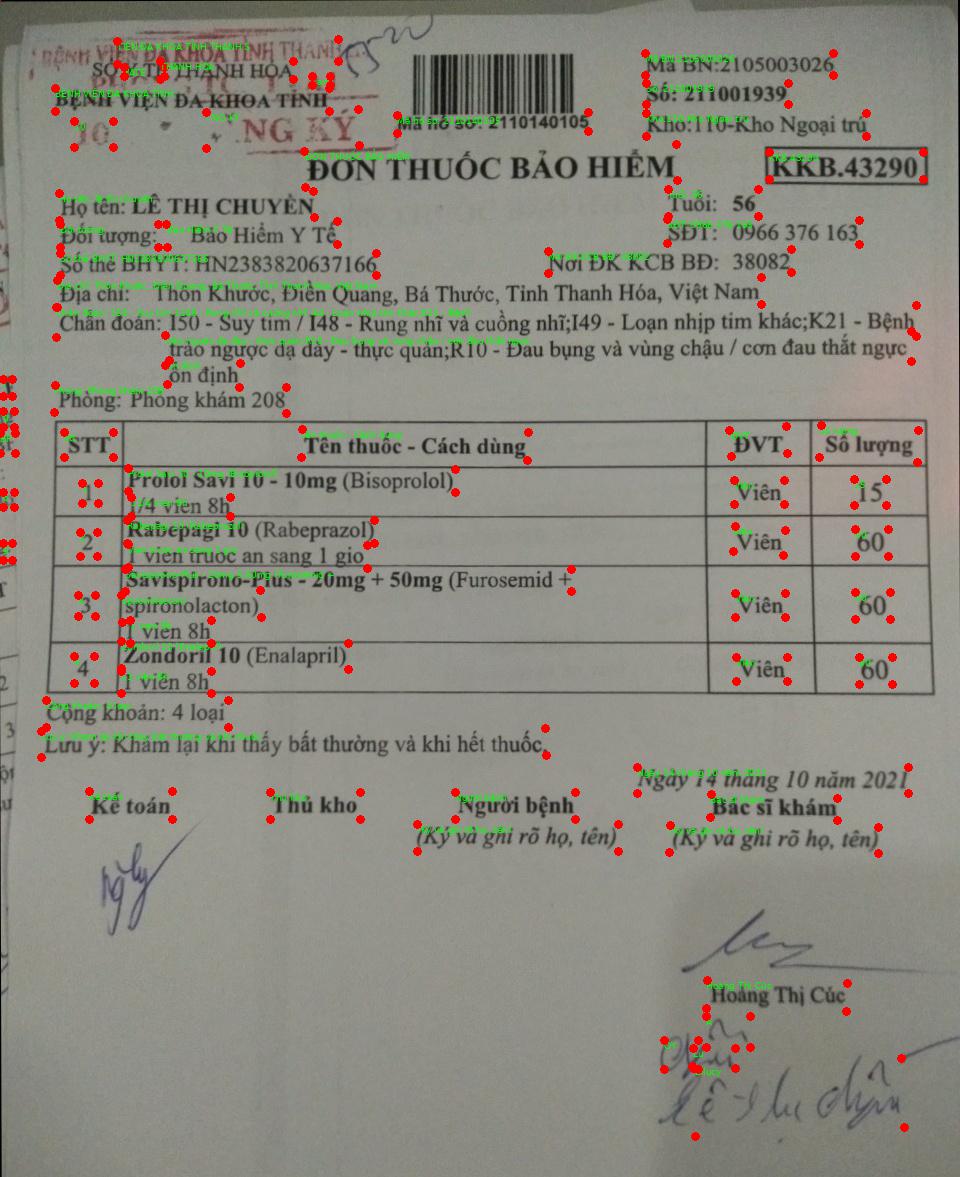 BỆNH VIỆN ĐA KHOA TỈNH THANH
SỞ Y TẾ THANH HÓA
BỆNH VIỆN ĐA KHOA TỈNH
10
NG KÝ
Mã hồ sơ: 2110140105
Mã BN:2105003026
Số: 211001939
Kho:110-Kho Ngoại trú
ĐƠN THUỐC BẢO HIỂM
KKB.43290
Họ tên: LÊ THỊ CHUYÊN
Tuổi: 56
Đối tượng: Bảo Hiểm Y Tế
SĐT: 0966 376 163
Số thẻ BHYT: HN2383820637166
Nơi ĐK KCB BĐ: 38082
Địa chỉ: Thôn Khước, Điền Quang, Bá Thước, Tỉnh Thanh Hóa, Việt Nam
Chẩn đoán: I50 - Suy tim / I48 - Rung nhĩ và cuồng nhĩ;I49 - Loạn nhịp tim khác;K21 - Bệnh
trào ngược dạ dày - thực quản;R10 - Đau bụng và vùng chậu / cơn đau thắt ngực
ổn định
Phòng: Phòng khám 208
STT Tên thuốc - Cách dùng ĐVT Số lượng
1 Prolol Savi 10 - 10mg (Bisoprolol) Viên 15
1/4 viên 8h
2 Rabepagi 10 (Rabeprazol) Viên 60
1 vien truoc an sang 1 gio
3 Savispirono-Plus - 20mg + 50mg (Furosemid +
spironolacton) Viên 60
1 viên 8h
4 Zondoril 10 (Enalapril) Viên 60
1 viên 8h
Cộng khoản: 4 loại
Lưu ý: Khám lại khi thấy bất thường và khi hết thuốc.
Ngày 14 tháng 10 năm 2021
Kế toán Thủ kho Người bệnh Bác sĩ khám
(Ký và ghi rõ họ, tên) (Ký và ghi rõ họ, tên)
Hoàng Thị Cúc